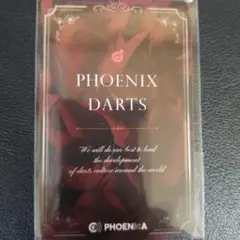 PHOENIX
DARTS
We will do our best to lead
the development
of darts culture around the world
PHOENIX